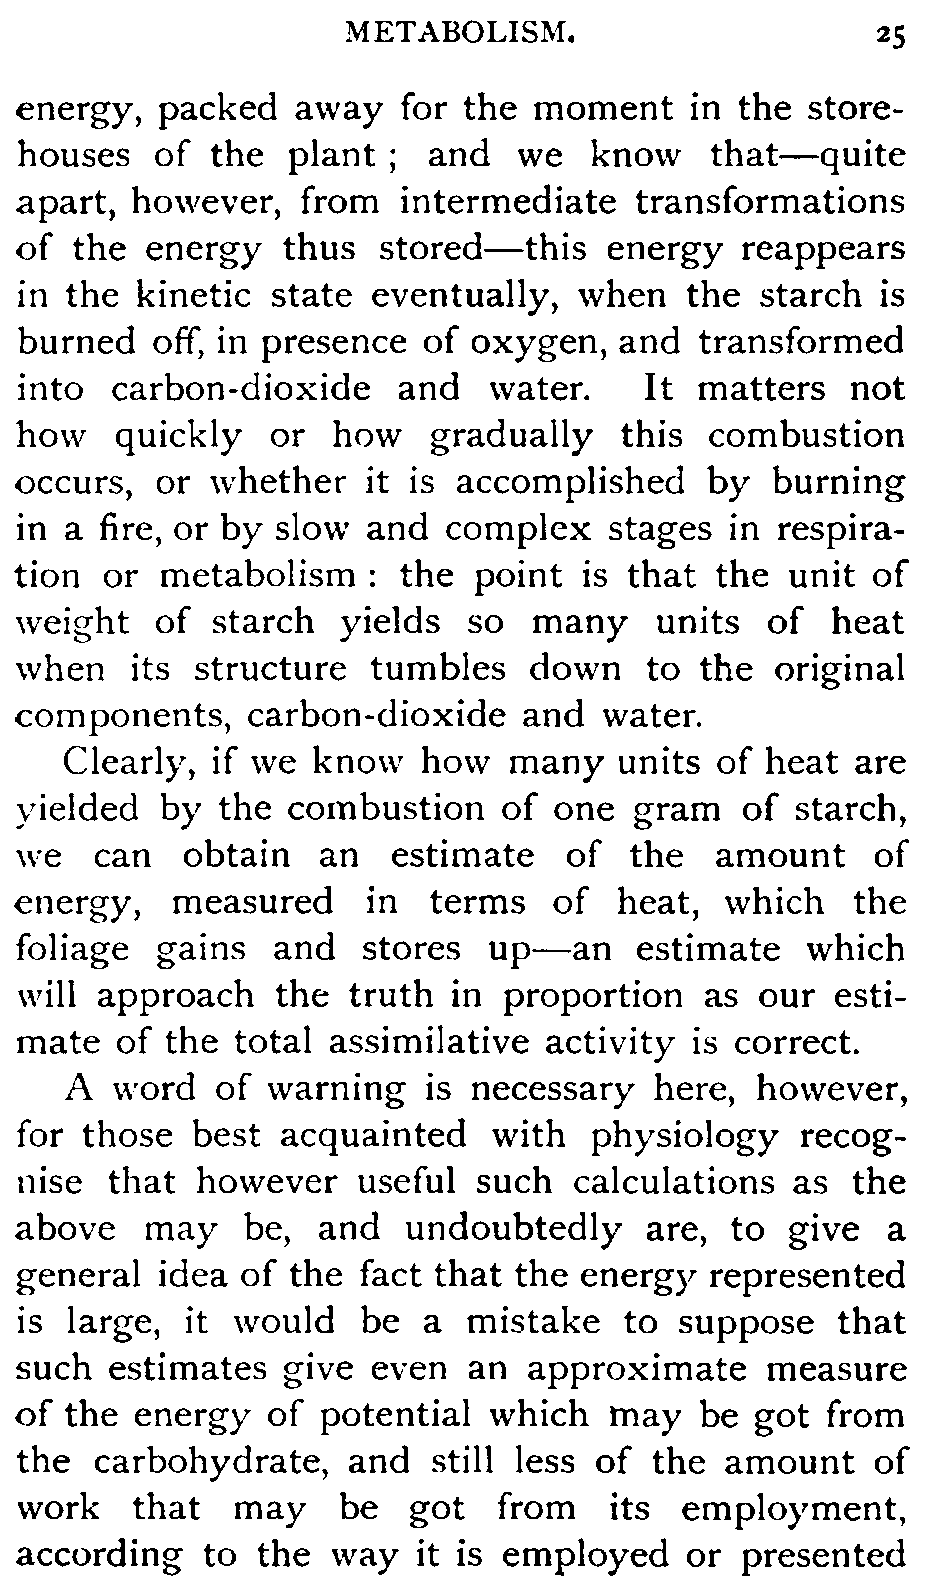 METABOLISM. 25
energy, packed away for the moment in the store-
houses of the plant ; and we know that—quite
apart, however, from intermediate transformations
of the energy thus stored—this energy reappears
in the kinetic state eventually, when the starch is
burned off, in presence of oxygen, and transformed
into carbon-dioxide and water. It matters not
how quickly or how gradually this combustion
occurs, or whether it is accomplished by burning
in a fire, or by slow and complex stages in respira-
tion or metabolism : the point is that the unit of
weight of starch yields so many units of heat
when its structure tumbles down to the original
components, carbon-dioxide and water.
Clearly, if we know how many units of heat are
yielded by the combustion of one gram of starch,
we can obtain an estimate of the amount of
energy, measured in terms of heat, which the
foliage gains and stores up—an estimate which
will approach the truth in proportion as our esti-
mate of the total assimilative activity is correct.
A word of warning is necessary here, however,
for those best acquainted with physiology recog-
nise that however useful such calculations as the
above may be, and undoubtedly are, to give a
general idea of the fact that the energy represented
is large, it would be a mistake to suppose that
such estimates give even an approximate measure
of the energy of potential which may be got from
the carbohydrate, and still less of the amount of
work that may be got from its employment,
according to the way it is employed or presented